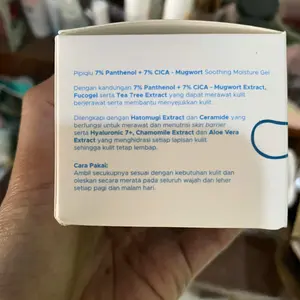 Pipiqlu 7% Panthenol + 7% CICA - Mugwort Soothing Moisture Gel
Dengan kandungan 7% Panthenol + 7% CICA - Mugwort Extract,
Fucogel serta Tea Tree Extract yang dapat merawat kulit
berjerawat serta membantu menyejukkan kulit.
Dilengkapi dengan Hatomugi Extract dan Ceramide yang
berfungsi untuk merawat dan menutrisi skin barrier
serta Hyaluronic 7+, Chamomile Extract dan Aloe Vera
Extract yang menghidrasi setiap lapisan kulit
sehingga kulit tetap lembap.
Cara Pakai:
Ambil secukupnya sesuai dengan kebutuhan kulit dan
oleskan secara merata pada seluruh wajah dan leher
setiap pagi dan malam hari.